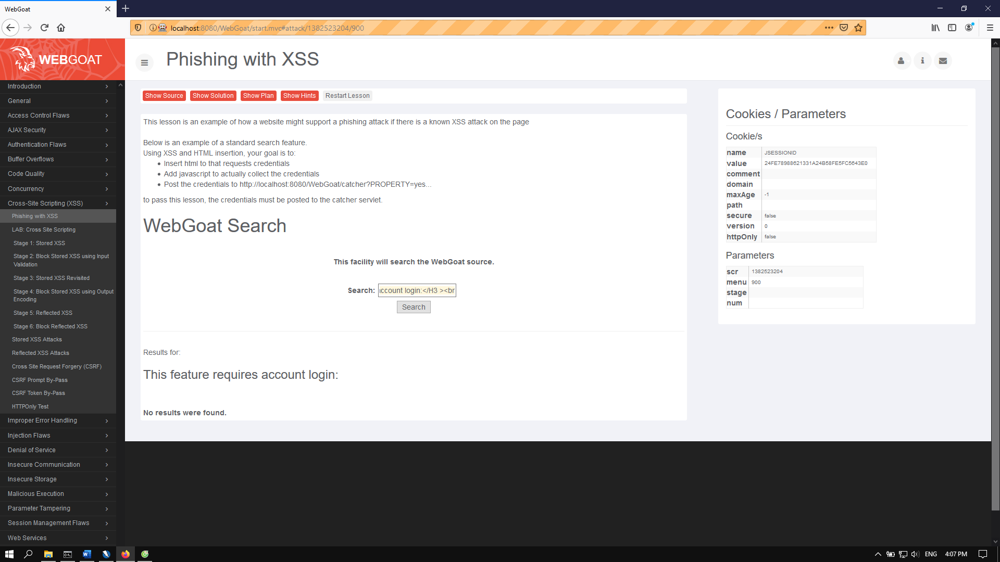 WebGoat
localhost:8080/WebGoat/start.mvc#attack/1382523204/900
WEBGOAT
Phishing with XSS
Introduction
General
Access Control Flaws
AJAX Security
Authentication Flaws
Buffer Overflows
Code Quality
Concurrency
Cross-Site Scripting (XSS)
Phishing with XSS
LAB: Cross Site Scripting
Stage 1: Stored XSS
Stage 2: Block Stored XSS using Input
Validation
Stage 3: Stored XSS Revisited
Stage 4: Block Stored XSS using Output
Encoding
Stage 5: Reflected XSS
Stage 6: Block Reflected XSS
Stored XSS Attacks
Reflected XSS Attacks
Cross Site Request Forgery (CSRF)
CSRF Prompt By-Pass
CSRF Token By-Pass
HTTPOnly Test
Improper Error Handling
Injection Flaws
Denial of Service
Insecure Communication
Insecure Storage
Malicious Execution
Parameter Tampering
Session Management Flaws
Web Services
Show Source Show Solution Show Plan Show Hints Restart Lesson
This lesson is an example of how a website might support a phishing attack if there is a known XSS attack on the page
Below is an example of a standard search feature.
Using XSS and HTML insertion, your goal is to:
• Insert html to that requests credentials
• Add javascript to actually collect the credentials
• Post the credentials to http://localhost:8080/WebGoat/catcher?PROPERTY=yes...
to pass this lesson, the credentials must be posted to the catcher servlet.
WebGoat Search
This facility will search the WebGoat source.
Search: account login:</H3 ><br
Search
Results for:
This feature requires account login:
No results were found.
Cookies / Parameters
Cookie/s
name JSESSIONID
value 24FE78988621331A24B58FE5FC5643E0
comment
domain
maxAge -1
path
secure false
version 0
httpOnly false
Parameters
scr 1382523204
menu 900
stage
num
ENG 4:07 PM